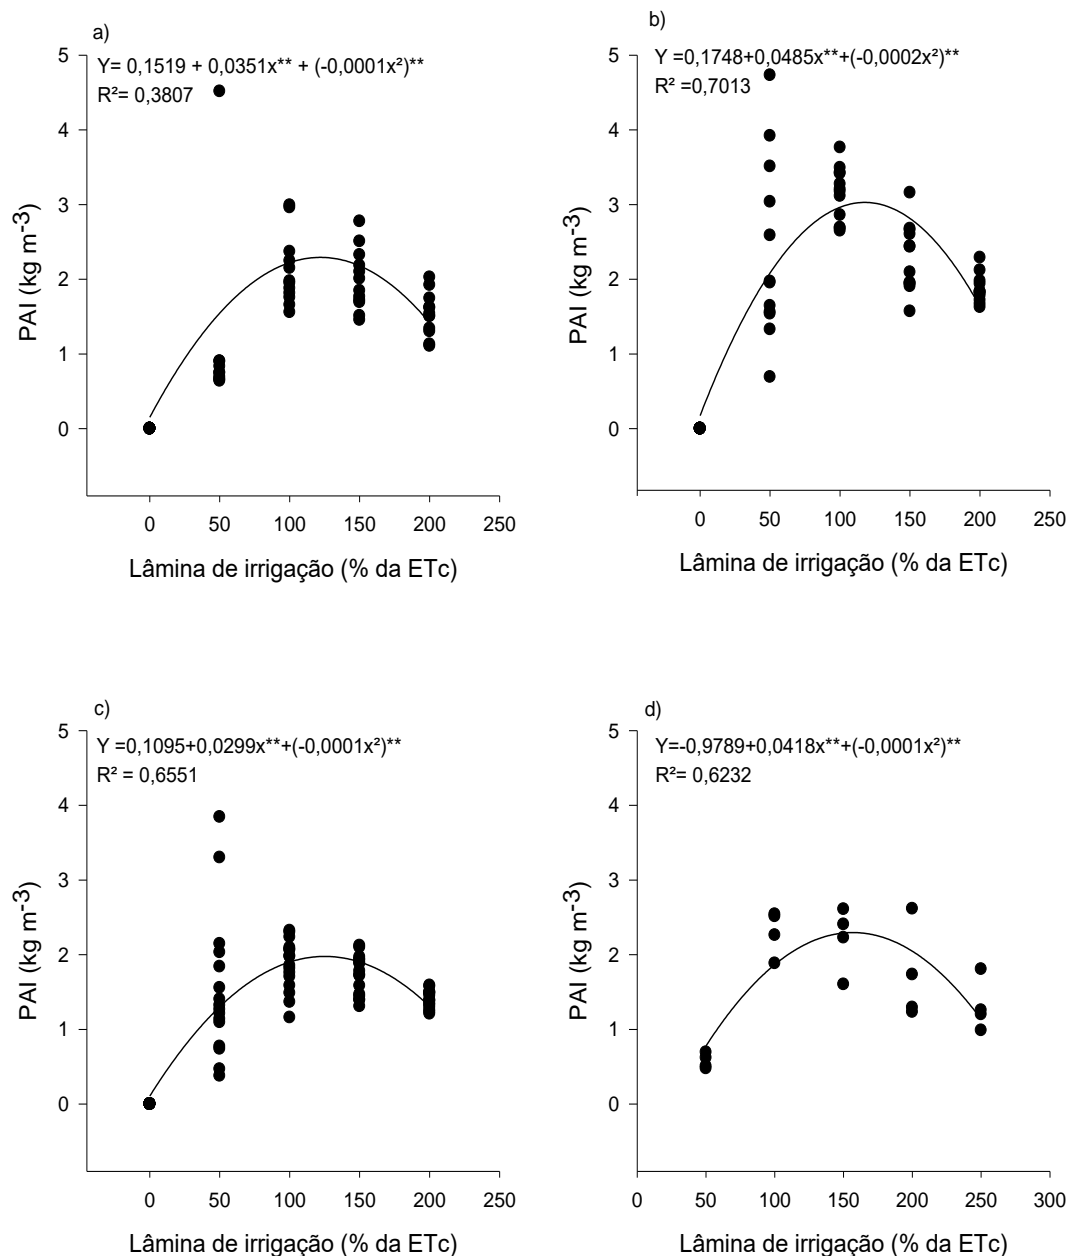 a)
Y= 0,1519 + 0,0351x** + (-0,0001x²)**
R²= 0,3807
5
4
3
2
1
0
PAI (kg m-3)
0 50 100 150 200 250
Lâmina de irrigação (% da ETc)
b)
Y =0,1748+0,0485x**+(-0,0002x²)**
R² =0,7013
5
4
3
2
1
0
PAI (kg m-3)
0 50 100 150 200 250
Lâmina de irrigação (% da ETc)
c)
Y =0,1095+0,0299x**+(-0,0001x²)**
R² = 0,6551
5
4
3
2
1
0
PAI (kg m-3)
0 50 100 150 200 250
Lâmina de irrigação (% da ETc)
d)
Y=-0,9789+0,0418x**+(-0,0001x²)**
R²= 0,6232
5
4
3
2
1
0
PAI (kg m-3)
0 50 100 150 200 250 300
Lâmina de irrigação (% da ETc)